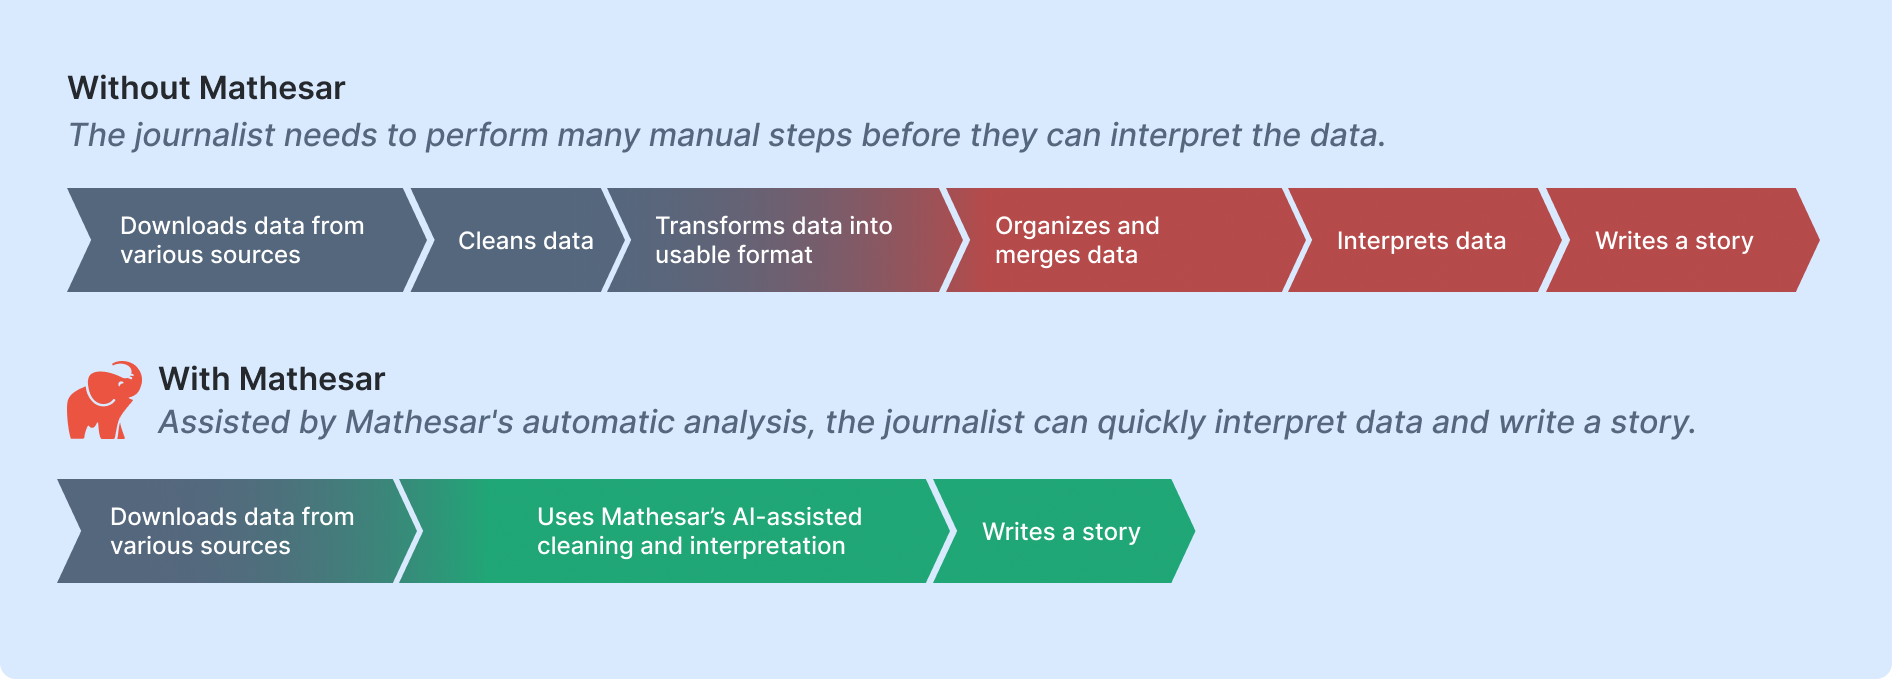 Without Mathesar
The journalist needs to perform many manual steps before they can interpret the data.
Downloads data from
various sources
Cleans data
Transforms data into
usable format
Organizes and
merges data
Interprets data
Writes a story
With Mathesar
Assisted by Mathesar's automatic analysis, the journalist can quickly interpret data and write a story.
Downloads data from
various sources
Uses Mathesar’s AI-assisted
cleaning and interpretation
Writes a story